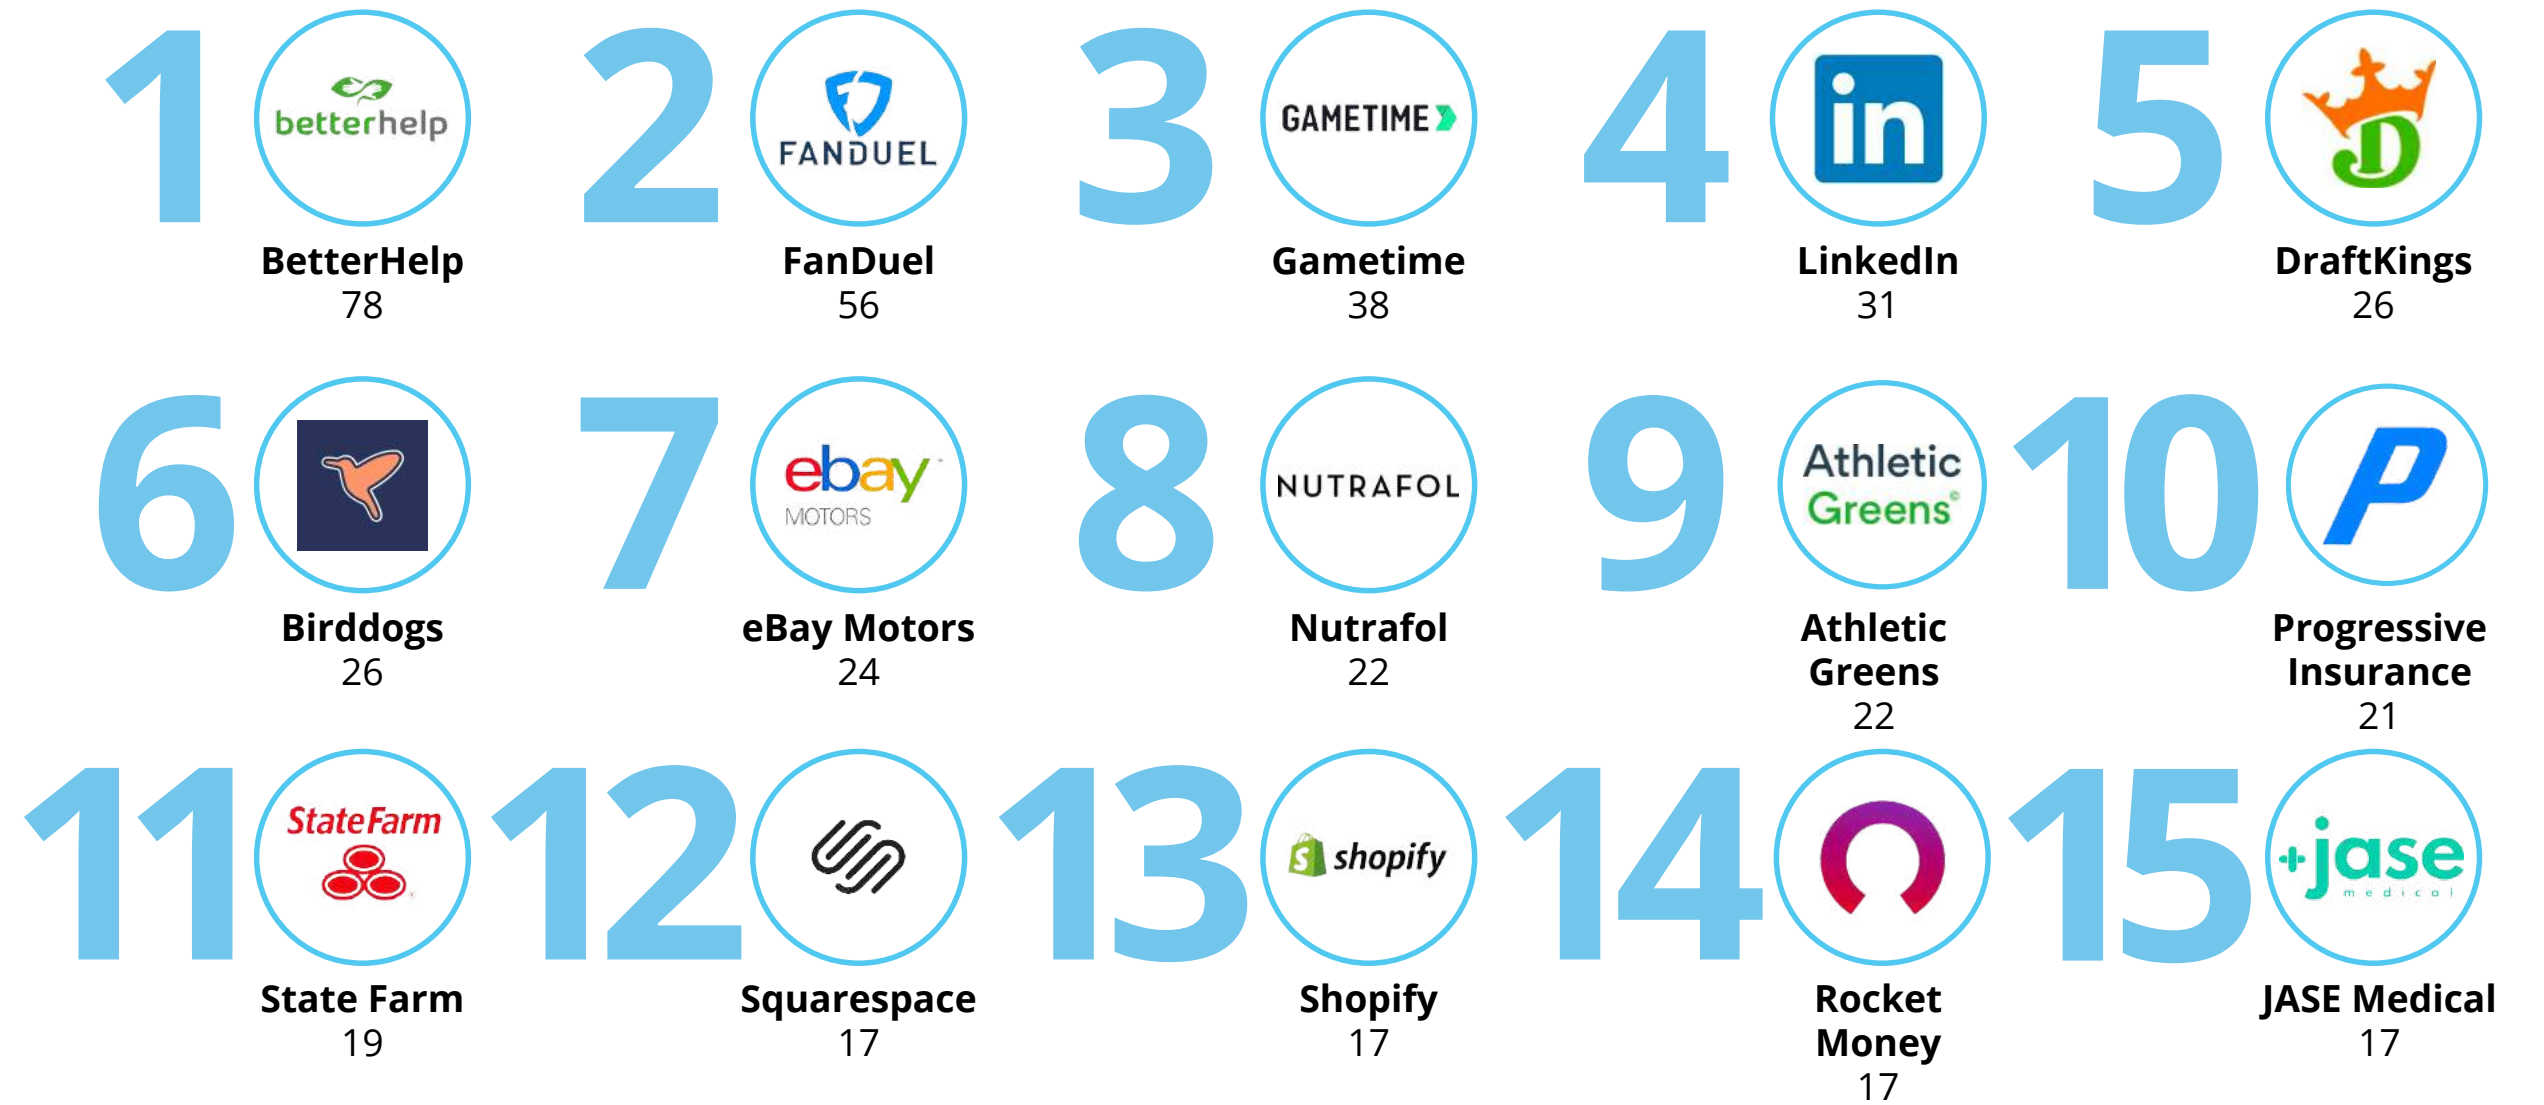 1
betterhelp
BetterHelp
78
2
FANDUEL
FanDuel
56
3
GAMETIME
Gametime
38
4
in
LinkedIn
31
5
D
DraftKings
26
6
Birddogs
26
7
ebay™
MOTORS
eBay Motors
24
8
NUTRAFOL
Nutrafol
22
9
Athletic
Greens©
Athletic
Greens
22
10
P
Progressive
Insurance
21
11
State Farm
®
State Farm
19
12
Squarespace
17
13
S
shopify
Shopify
17
14
Rocket
Money
17
15
+jase
medical
JASE Medical
17